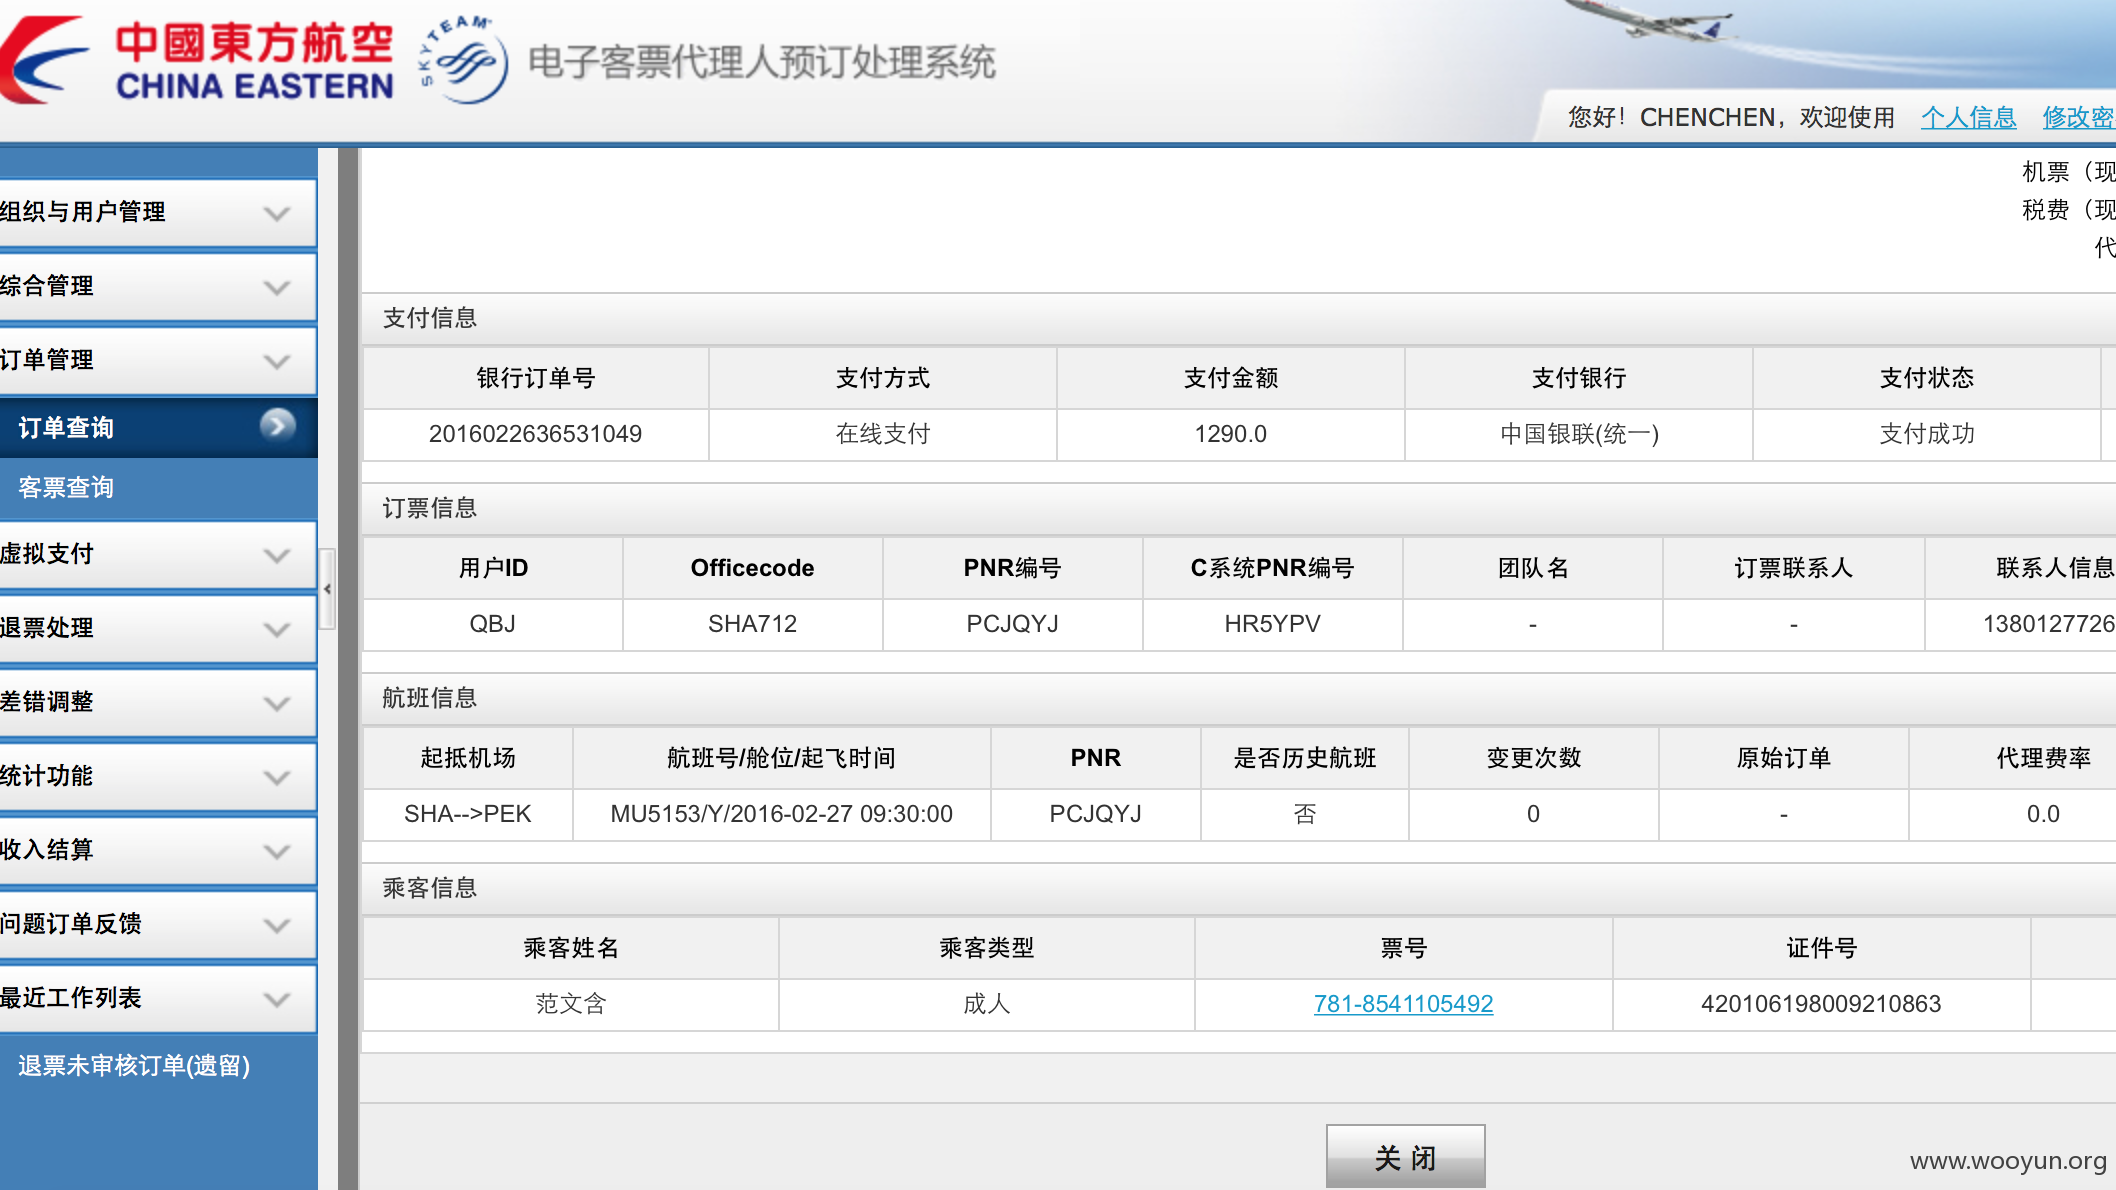 中國東方航空
CHINA EASTERN
SKYTEAM
电子客票代理人预订处理系统
您好！CHENCHEN，欢迎使用 个人信息 修改密
机票（现
税费（现
代
组织与用户管理
综合管理
订单管理
订单查询
客票查询
虚拟支付
退票处理
差错调整
统计功能
收入结算
问题订单反馈
最近工作列表
退票未审核订单(遗留)
支付信息
银行订单号 支付方式 支付金额 支付银行 支付状态
2016022636531049 在线支付 1290.0 中国银联(统一) 支付成功
订票信息
用户ID Officecode PNR编号 C系统PNR编号 团队名 订票联系人 联系人信息
QBJ SHA712 PCJQYJ HR5YPV - - 1380127726
航班信息
起抵机场 航班号/舱位/起飞时间 PNR 是否历史航班 变更次数 原始订单 代理费率
SHA-->PEK MU5153/Y/2016-02-27 09:30:00 PCJQYJ 否 0 - 0.0
乘客信息
乘客姓名 乘客类型 票号 证件号
范文含 成人 781-8541105492 420106198009210863
关 闭
www.wooyun.org